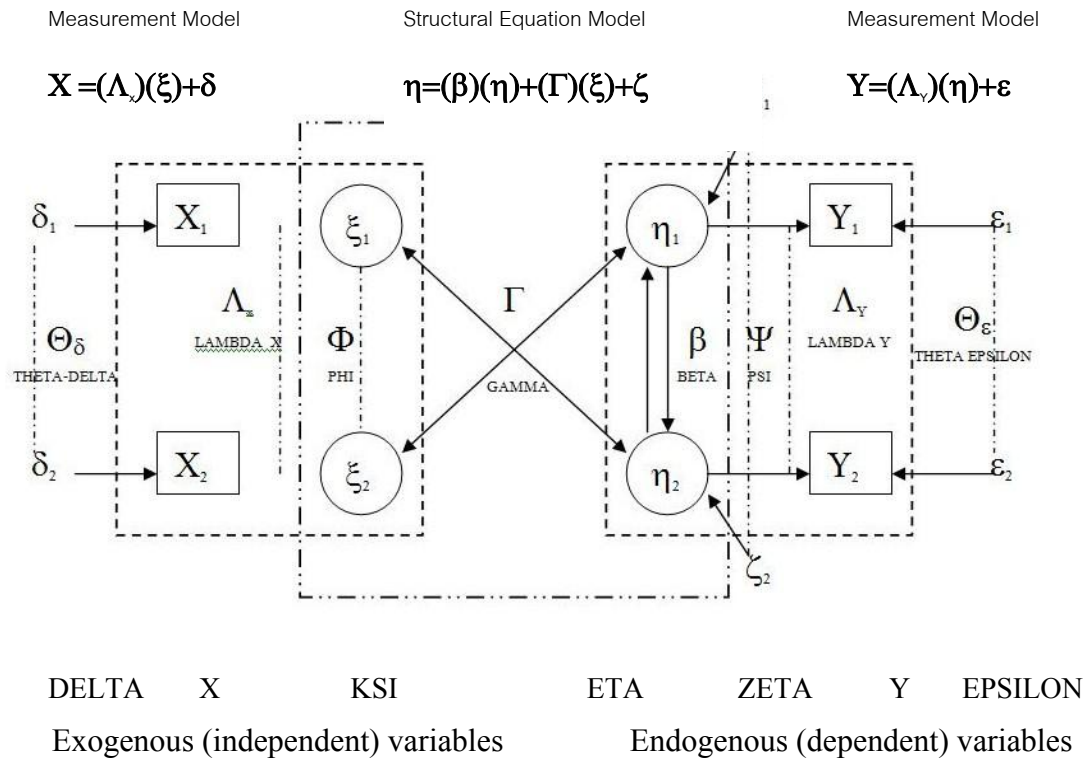 Measurement Model Structural Equation Model Measurement Model
X =(Λx)(ξ)+δ η=(β)(η)+(Γ)(ξ)+ζ Y=(ΛY)(η)+ε
1
δ1 X1 ξ1 η1 Y1 ε1
Λx Γ ΛY
Θδ Φ β Ψ Θε
LAMBDA X LAMBDA Y
THETA-DELTA PHI GAMMA BETA PSI THETA EPSILON
δ2 X2 ξ2 η2 Y2 ε2
ζ2
DELTA X KSI ETA ZETA Y EPSILON
Exogenous (independent) variables Endogenous (dependent) variables